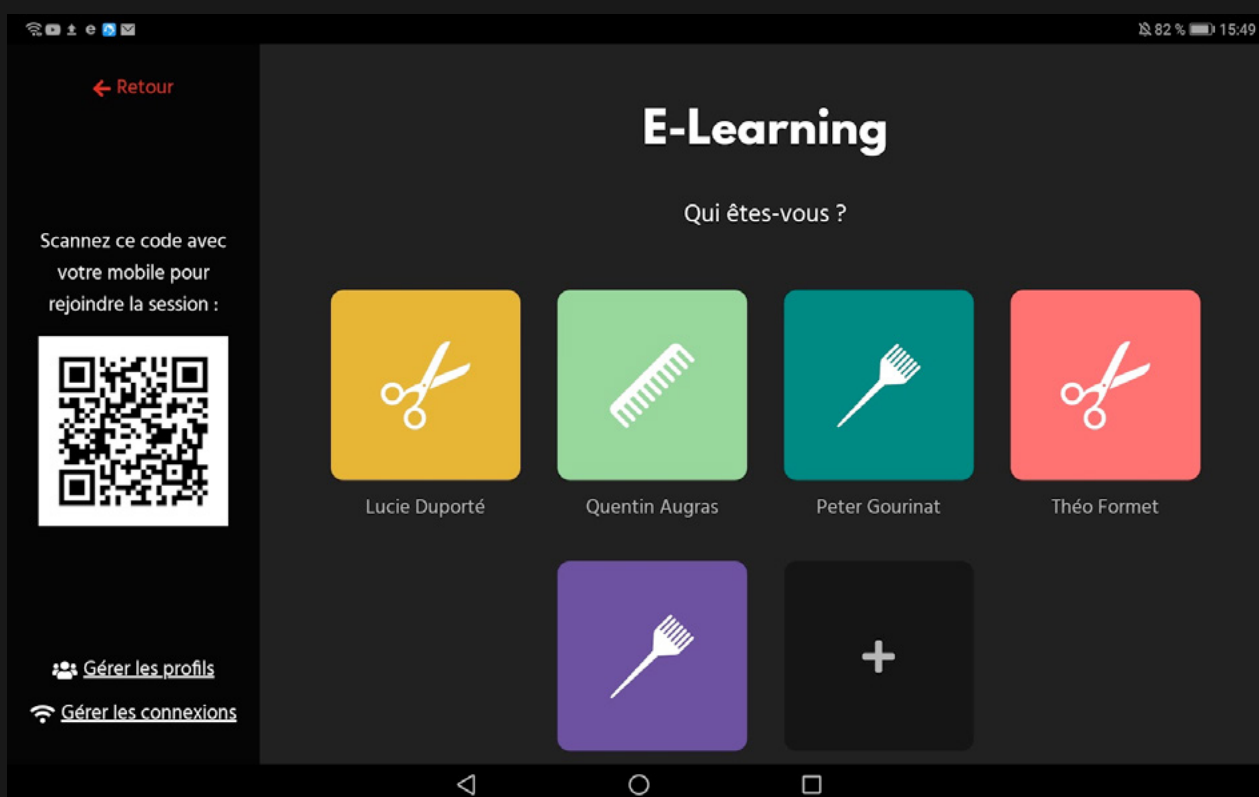 82 % 15:49
Retour
E-Learning
Qui êtes-vous ?
Scannez ce code avec
votre mobile pour
rejoindre la session :
Lucie Duporté
Quentin Augras
Peter Gourinat
Théo Formet
Gérer les profils
Gérer les connexions